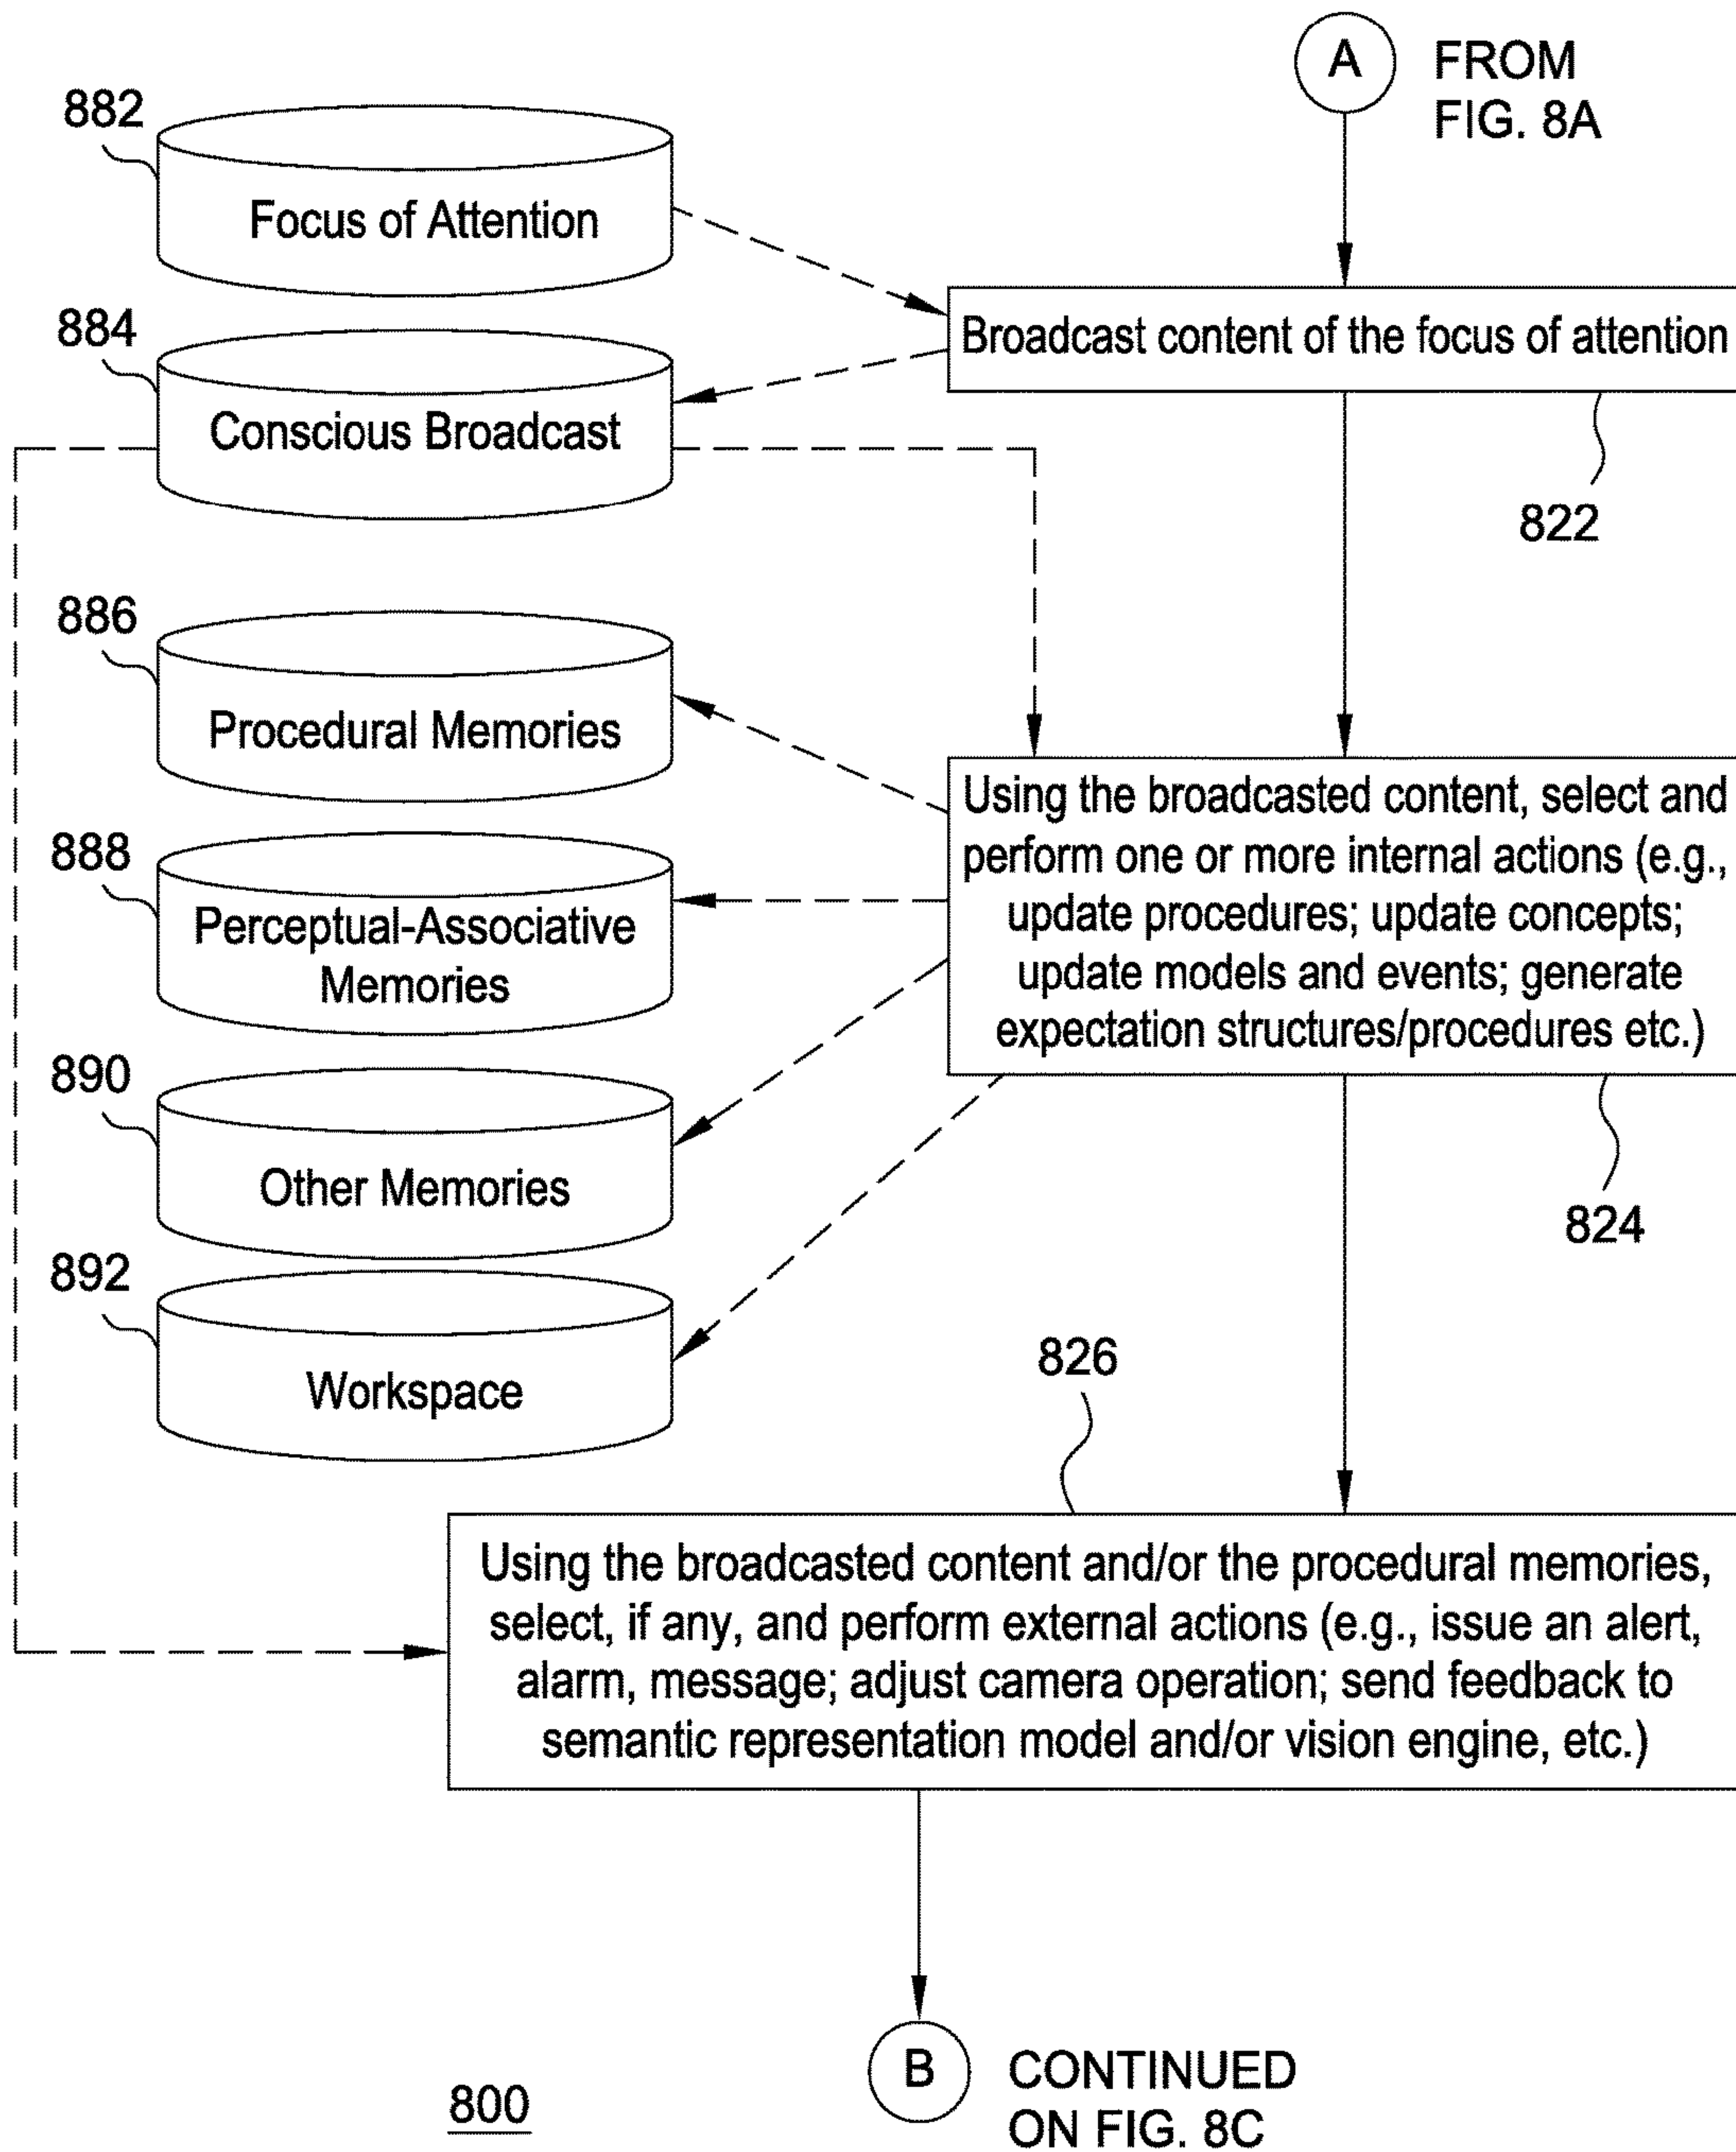 A
FROM
FIG. 8A
882
Focus of Attention
884
Broadcast content of the focus of attention
Conscious Broadcast
822
886
Procedural Memories
Using the broadcasted content, select and
perform one or more internal actions (e.g.,
update procedures; update concepts;
update models and events; generate
expectation structures/procedures etc.)
888
Perceptual-Associative
Memories
890
Other Memories
824
892
Workspace
826
Using the broadcasted content and/or the procedural memories,
select, if any, and perform external actions (e.g., issue an alert,
alarm, message; adjust camera operation; send feedback to
semantic representation model and/or vision engine, etc.)
B
CONTINUED
ON FIG. 8C
800